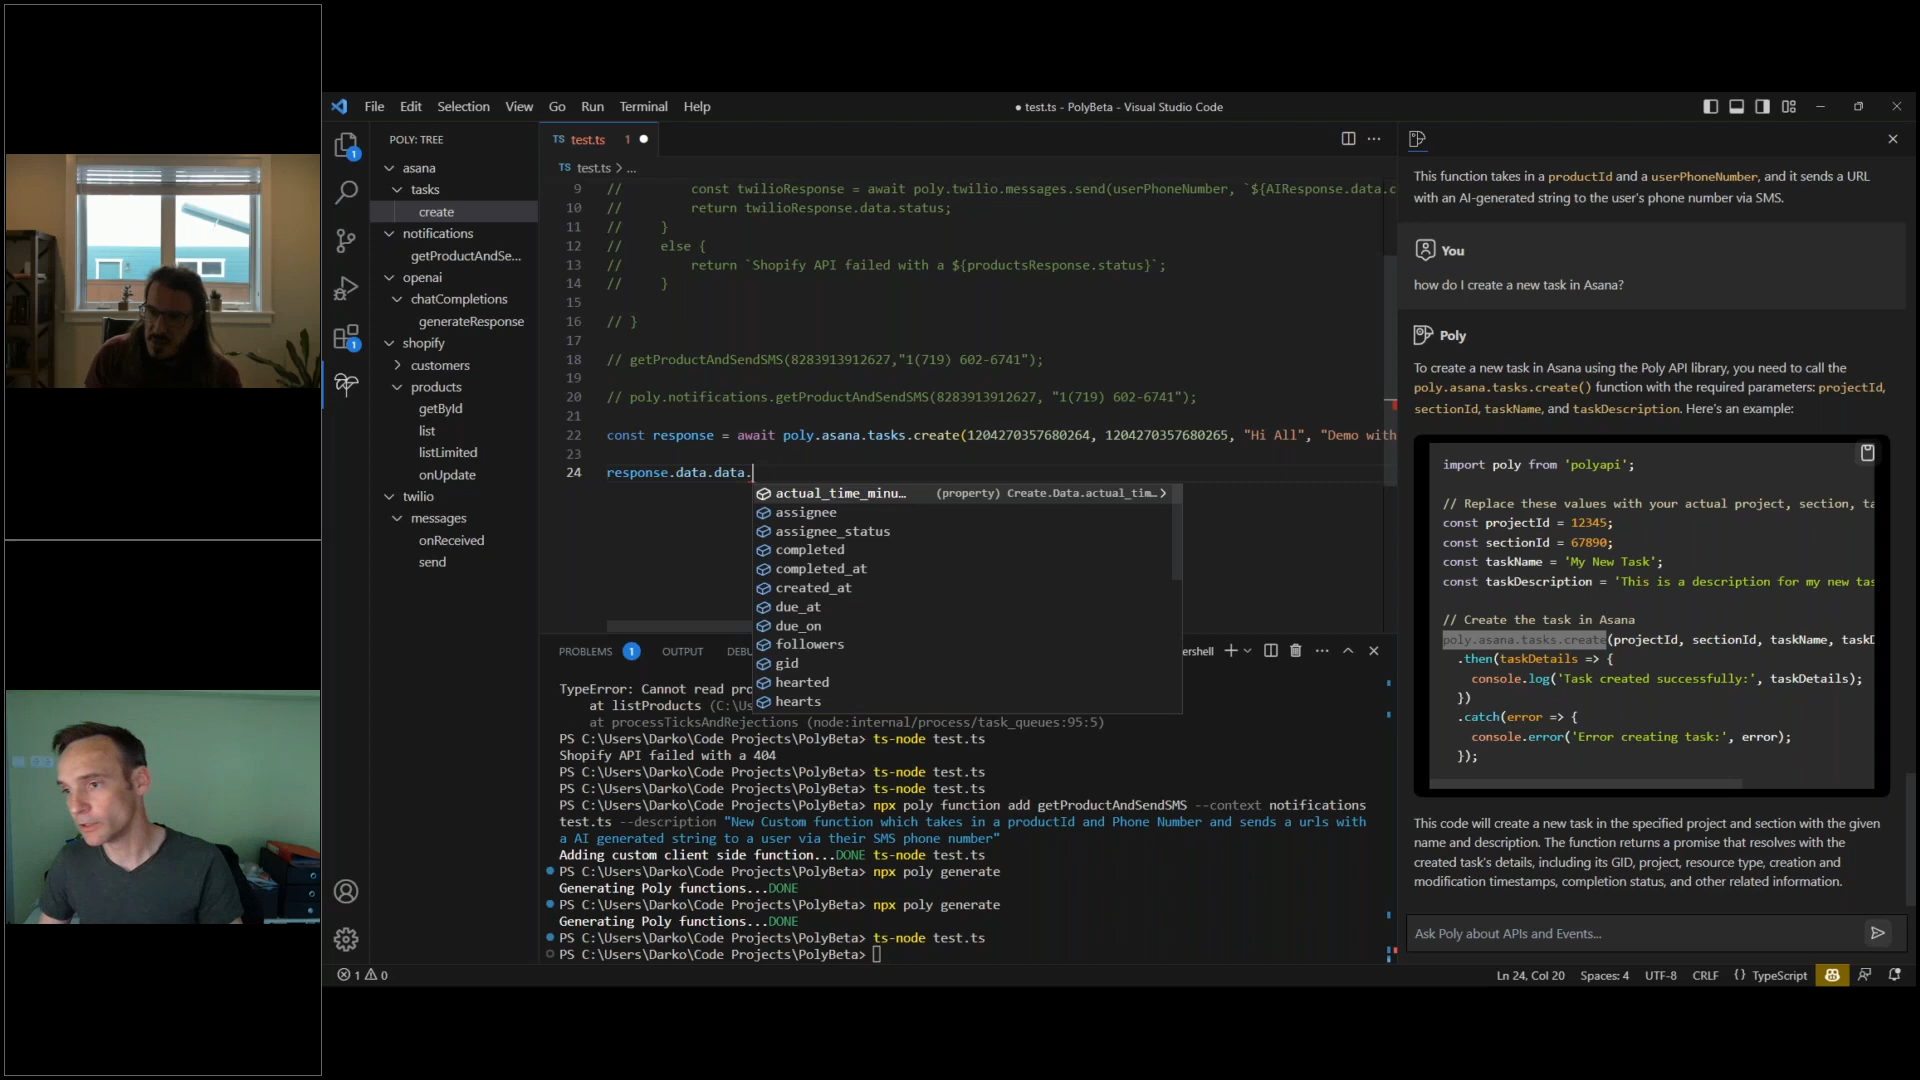 File Edit Selection View Go Run Terminal Help
● test.ts - PolyBeta - Visual Studio Code
POLY: TREE
asana
tasks
create
notifications
getProductAndSe...
openai
chatCompletions
generateResponse
shopify
customers
products
getById
list
listLimited
onUpdate
twilio
messages
onReceived
send
1
1
TS test.ts 1 ●
TS test.ts > ...
9 // const twilioResponse = await poly.twilio.messages.send(userPhoneNumber, `${AIResponse.data.c
10 // return twilioResponse.data.status;
11 // }
12 // else {
13 // return `Shopify API failed with a ${productsResponse.status}`;
14 // }
15
16 // }
17
18 // getProductAndSendSMS(8283913912627,"1(719) 602-6741");
19
20 // poly.notifications.getProductAndSendSMS(8283913912627, "1(719) 602-6741");
21
22 const response = await poly.asana.tasks.create(1204270357680264, 1204270357680265, "Hi All", "Demo with
23
24 response.data.data.
actual_time_minu... (property) Create.Data.actual_tim...
assignee
assignee_status
completed
completed_at
created_at
due_at
due_on
followers
gid
hearted
hearts
PROBLEMS 1 OUTPUT DEBU ershell
TypeError: Cannot read pro
at listProducts (C:\Us
at processTicksAndRejections (node:internal/process/task_queues:95:5)
PS C:\Users\Darko\Code Projects\PolyBeta> ts-node test.ts
Shopify API failed with a 404
PS C:\Users\Darko\Code Projects\PolyBeta> ts-node test.ts
PS C:\Users\Darko\Code Projects\PolyBeta> ts-node test.ts
PS C:\Users\Darko\Code Projects\PolyBeta> npx poly function add getProductAndSendSMS --context notifications
test.ts --description "New Custom function which takes in a productId and Phone Number and sends a urls with
a AI generated string to a user via their SMS phone number"
Adding custom client side function...DONE ts-node test.ts
PS C:\Users\Darko\Code Projects\PolyBeta> npx poly generate
Generating Poly functions...DONE
PS C:\Users\Darko\Code Projects\PolyBeta> npx poly generate
Generating Poly functions...DONE
PS C:\Users\Darko\Code Projects\PolyBeta> ts-node test.ts
PS C:\Users\Darko\Code Projects\PolyBeta>
This function takes in a productId and a userPhoneNumber, and it sends a URL
with an AI-generated string to the user's phone number via SMS.
You
how do I create a new task in Asana?
Poly
To create a new task in Asana using the Poly API library, you need to call the
poly.asana.tasks.create() function with the required parameters: projectId,
sectionId, taskName, and taskDescription. Here's an example:
import poly from 'polyapi';
// Replace these values with your actual project, section, ta
const projectId = 12345;
const sectionId = 67890;
const taskName = 'My New Task';
const taskDescription = 'This is a description for my new tas
// Create the task in Asana
poly.asana.tasks.create(projectId, sectionId, taskName, taskD
.then(taskDetails => {
console.log('Task created successfully:', taskDetails);
})
.catch(error => {
console.error('Error creating task:', error);
});
This code will create a new task in the specified project and section with the given
name and description. The function returns a promise that resolves with the
created task's details, including its GID, project, resource type, creation and
modification timestamps, completion status, and other related information.
Ask Poly about APIs and Events...
1 0
Ln 24, Col 20 Spaces: 4 UTF-8 CRLF {} TypeScript